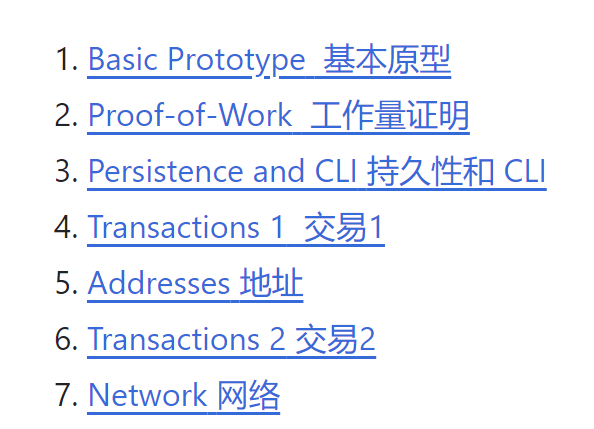 1. Basic Prototype  基本原型
2. Proof-of-Work  工作量证明
3. Persistence and CLI 持久性和 CLI
4. Transactions 1  交易1
5. Addresses 地址
6. Transactions 2 交易2
7. Network 网络